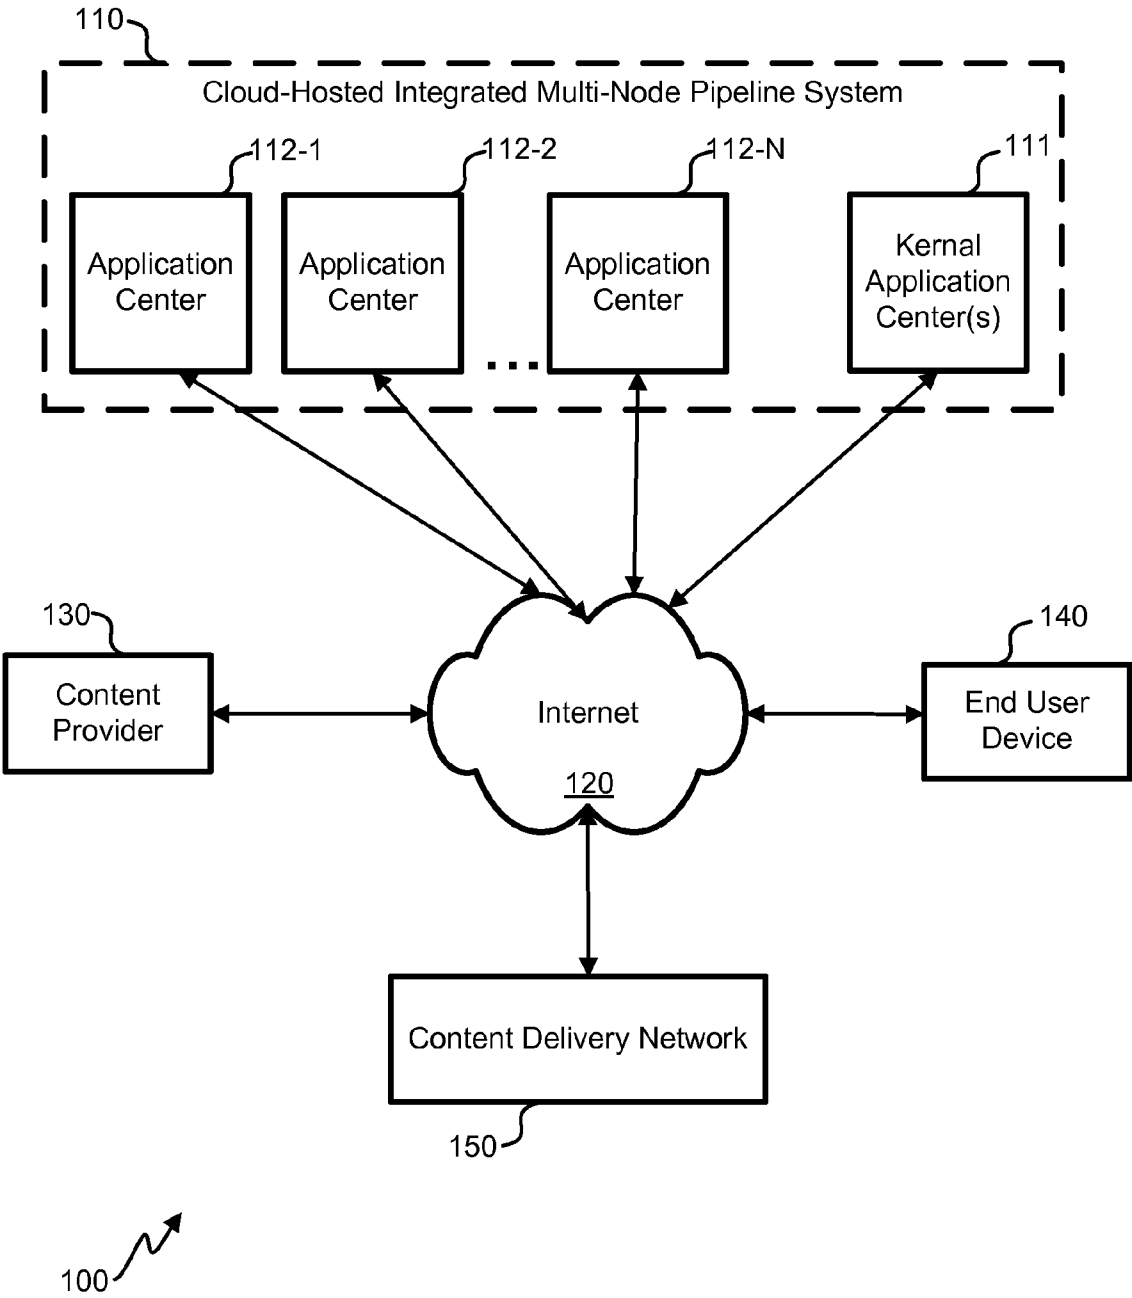 110
Cloud-Hosted Integrated Multi-Node Pipeline System
112-1
112-2
112-N
111
Application
Center
Application
Center
...
Application
Center
Kernal
Application
Center(s)
130
Content
Provider
Internet
120
140
End User
Device
Content Delivery Network
150
100